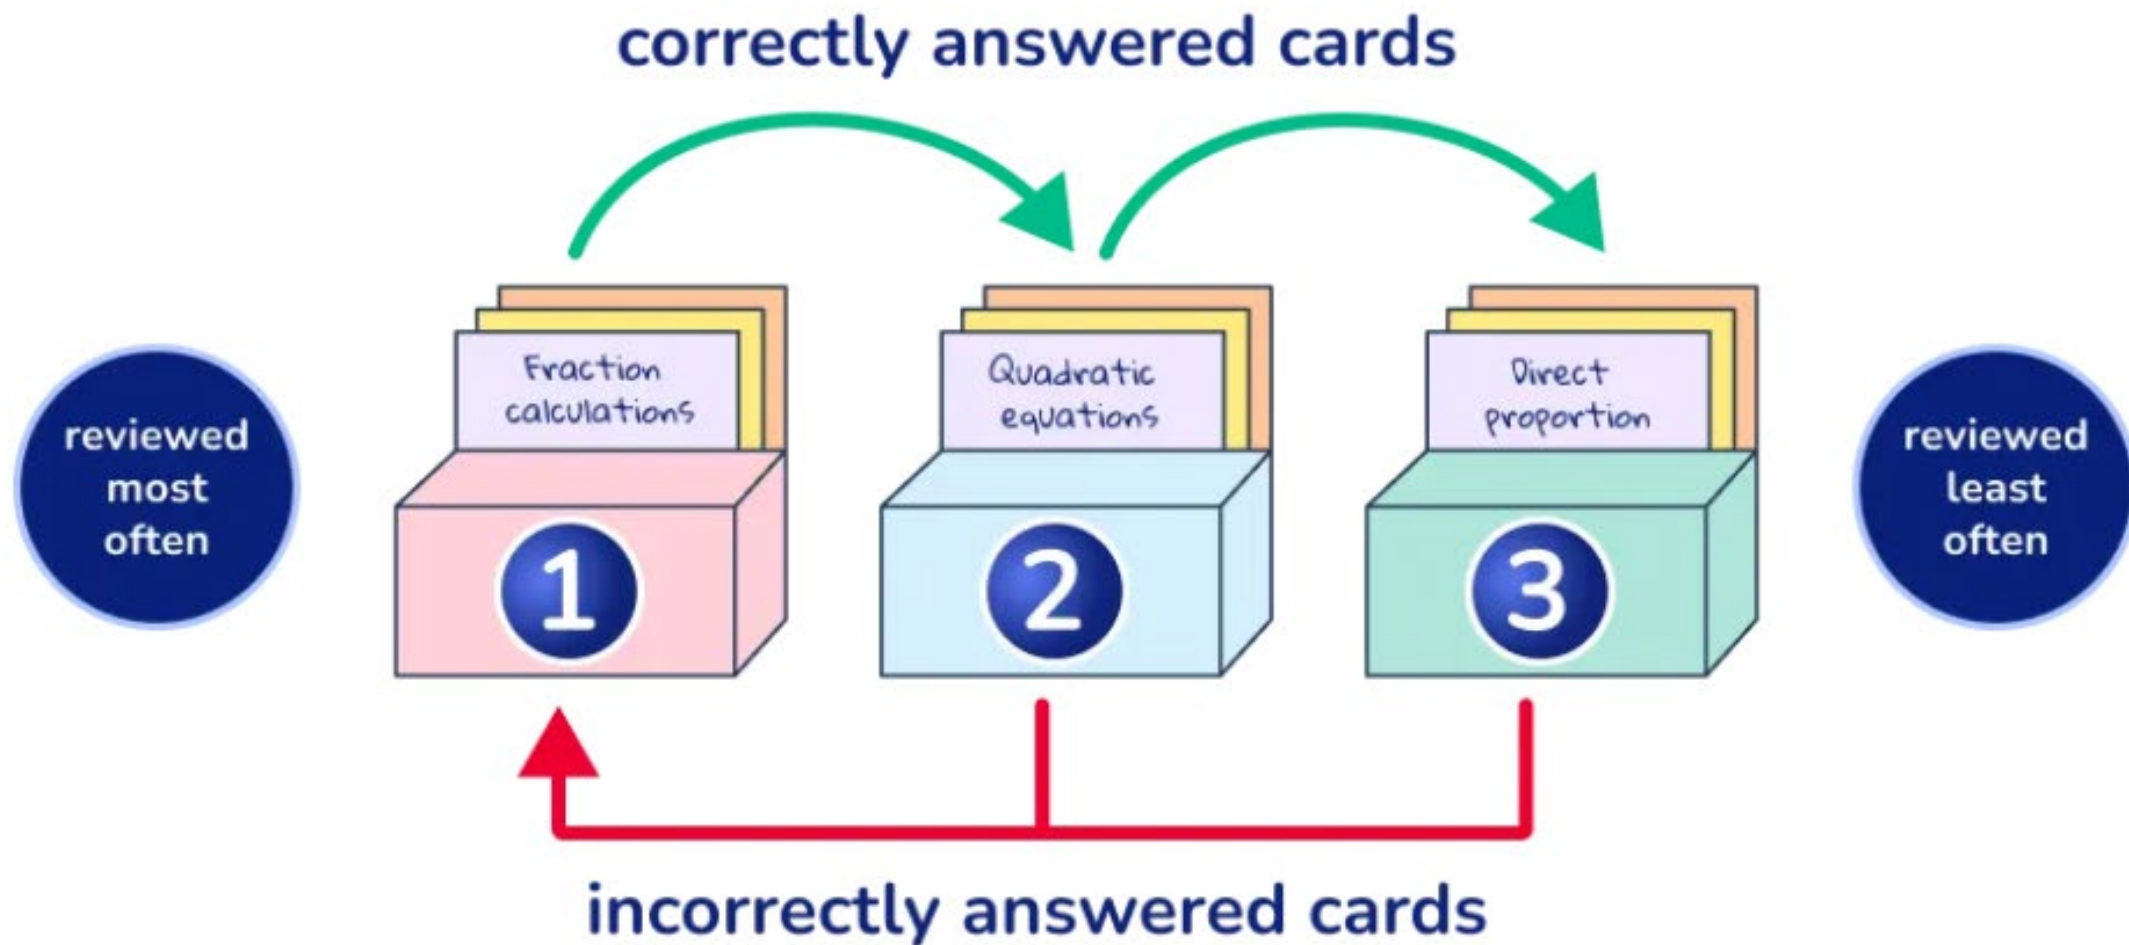 correctly answered cards
reviewed
most
often
Fraction
calculations
Quadratic
equations
Direct
proportion
reviewed
least
often
1
2
3
incorrectly answered cards